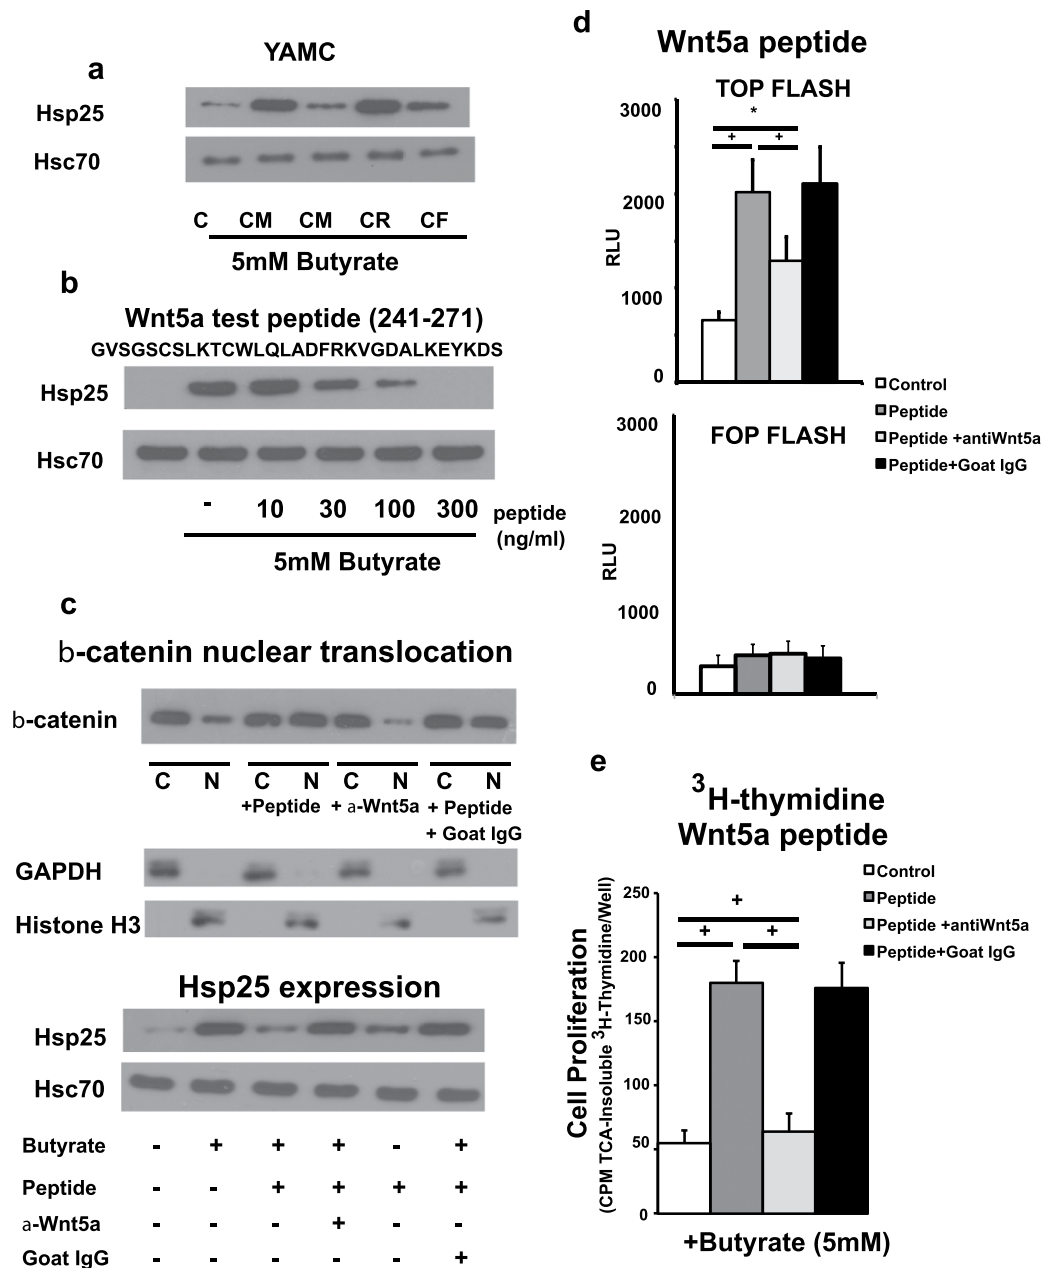 a
YAMC
Hsp25
Hsc70
C CM CM CR CF
5mM Butyrate
b
Wnt5a test peptide (241-271)
GVSGSCSLKTCWLQLADFRKVGDALKEYKDS
Hsp25
Hsc70
- 10 30 100 300 peptide
(ng/ml)
5mM Butyrate
c
b-catenin nuclear translocation
b-catenin
C N C N C N C N
+Peptide + a-Wnt5a + Peptide
+ Goat IgG
GAPDH
Histone H3
Hsp25 expression
Hsp25
Hsc70
Butyrate - + + + - +
Peptide - - + + + +
a-Wnt5a - - - + - -
Goat IgG - - - - - +
d
Wnt5a peptide
TOP FLASH
3000
2000
1000
0
RLU
*
+ +
Control
Peptide
Peptide +antiWnt5a
Peptide+Goat IgG
FOP FLASH
3000
2000
1000
0
RLU
e
3H-thymidine
Wnt5a peptide
Control
Peptide
Peptide +antiWnt5a
Peptide+Goat IgG
Cell Proliferation
(CPM TCA-Insoluble 3H-Thymidine/Well)
250
200
150
100
50
0
+
+ +
+Butyrate (5mM)